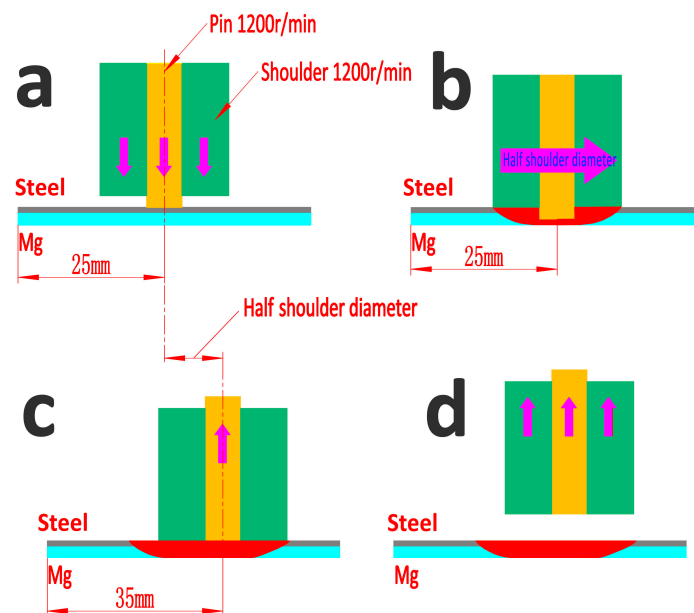 a
Pin 1200r/min
Shoulder 1200r/min
Steel
Mg
25mm
b
Half shoulder diameter
Mg
25mm
Half shoulder diameter
c
Steel
Mg
35mm
d
Steel
Mg